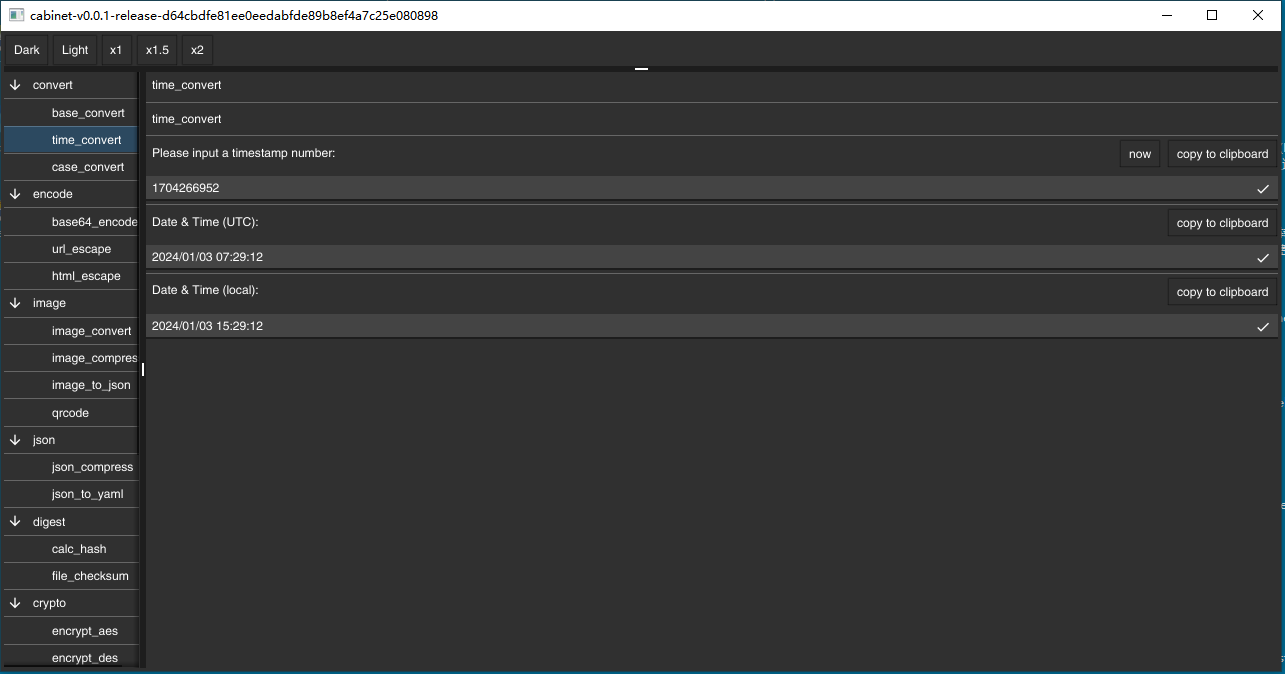 cabinet-v0.0.1-release-d64cbdfe81ee0eedabfde89b8ef4a7c25e080898
Dark Light x1 x1.5 x2
convert
base_convert
time_convert
case_convert
encode
base64_encode
url_escape
html_escape
image
image_convert
image_compres
image_to_json
qrcode
json
json_compress
json_to_yaml
digest
calc_hash
file_checksum
crypto
encrypt_aes
encrypt_des
time_convert
time_convert
Please input a timestamp number: now copy to clipboard
1704266952
Date & Time (UTC): copy to clipboard
2024/01/03 07:29:12
Date & Time (local): copy to clipboard
2024/01/03 15:29:12